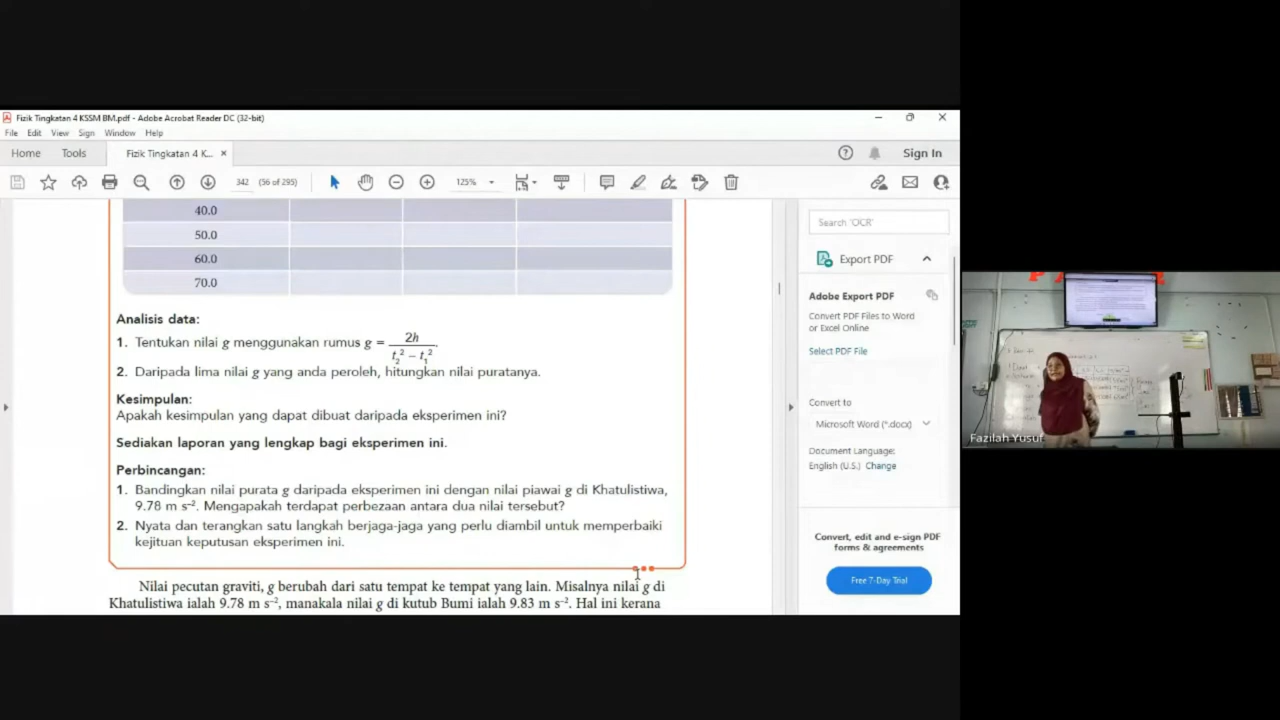 Fizik Tingkatan 4 KSSM BM.pdf - Adobe Acrobat Reader DC (32-bit)
File Edit View Sign Window Help
Home Tools Fizik Tingkatan 4 K... × Sign In
342 (56 of 295) 125%
40.0
50.0
60.0
70.0
Analisis data:
1. Tentukan nilai g menggunakan rumus g = 2h / (t₂² – t₁²).
2. Daripada lima nilai g yang anda peroleh, hitungkan nilai puratanya.
Kesimpulan:
Apakah kesimpulan yang dapat dibuat daripada eksperimen ini?
Sediakan laporan yang lengkap bagi eksperimen ini.
Perbincangan:
1. Bandingkan nilai purata g daripada eksperimen ini dengan nilai piawai g di Khatulistiwa,
9.78 m s⁻². Mengapakah terdapat perbezaan antara dua nilai tersebut?
2. Nyata dan terangkan satu langkah berjaga-jaga yang perlu diambil untuk memperbaiki
kejituan keputusan eksperimen ini.
Nilai pecutan graviti, g berubah dari satu tempat ke tempat yang lain. Misalnya nilai g di
Khatulistiwa ialah 9.78 m s⁻², manakala nilai g di kutub Bumi ialah 9.83 m s⁻². Hal ini kerana
Search 'OCR'
Export PDF
Adobe Export PDF
Convert PDF Files to Word
or Excel Online
Select PDF File
Convert to
Microsoft Word (*.docx)
Document Language:
English (U.S.) Change
Convert, edit and e-sign PDF
forms & agreements
Free 7-Day Trial
Fazilah Yusuf